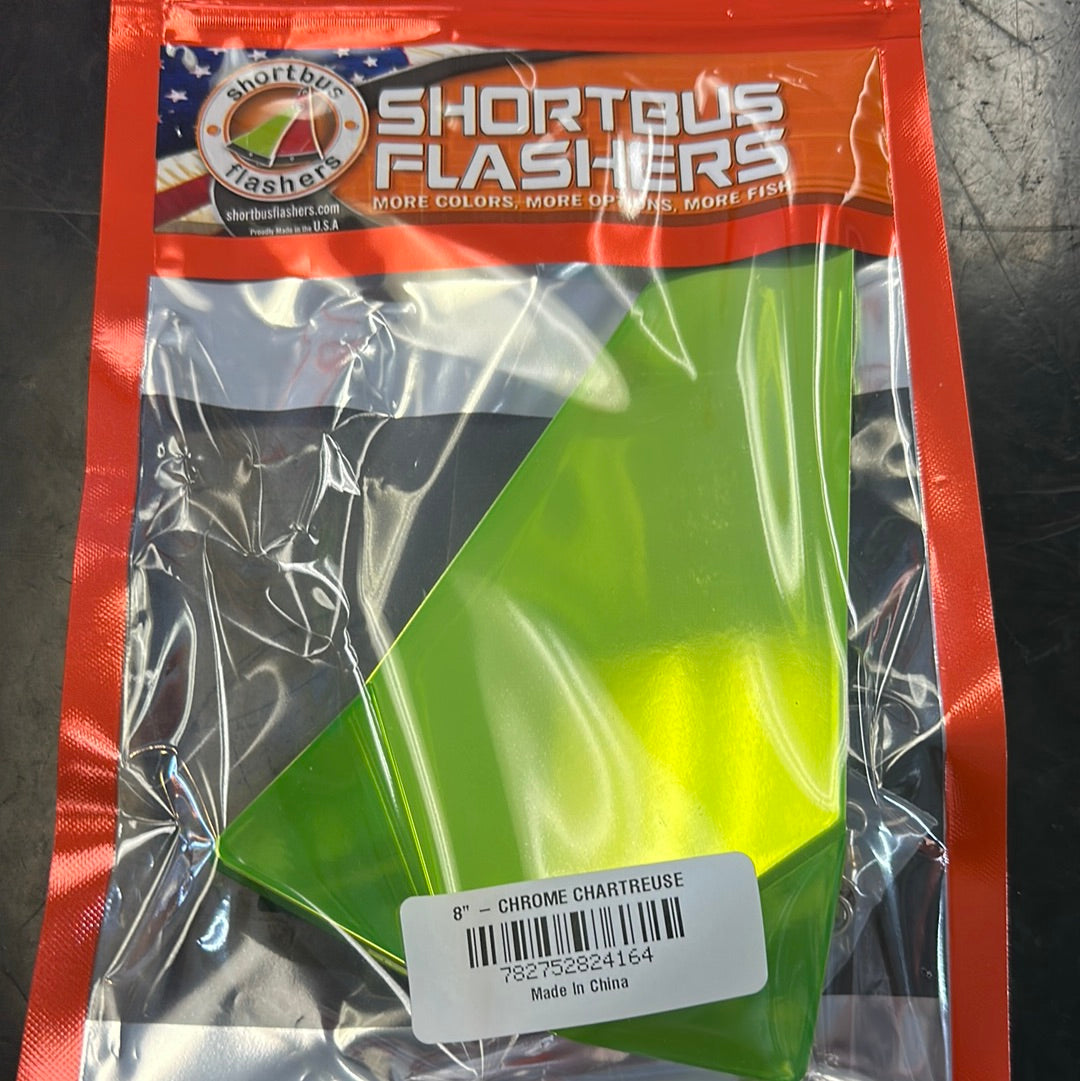 shortbus
flashers
SHORTBUS
FLASHERS
MORE COLORS, MORE OPTIONS, MORE FISH
shortbusflashers.com
Proudly Made in the U.S.A
8" – CHROME CHARTREUSE
782752824164
Made In China